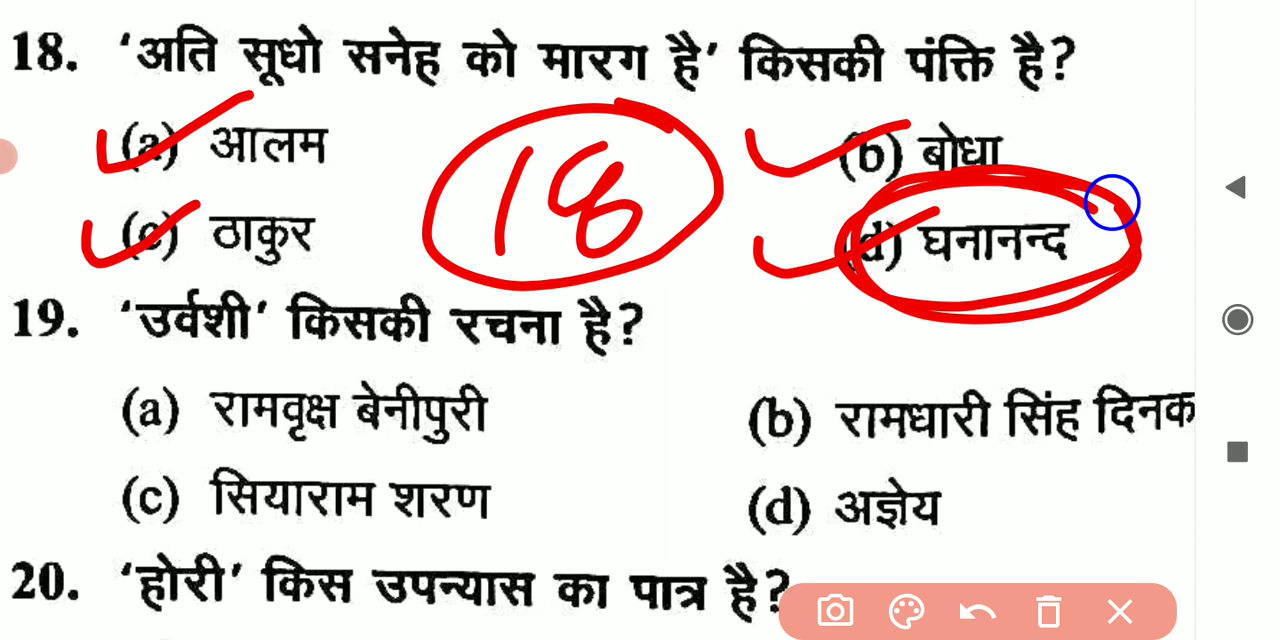 18. ‘अति सूधो सनेह को मारग है’ किसकी पंक्ति है?
(a) आलम (b) बोधा
18
(c) ठाकुर (d) घनानन्द
19. ‘उर्वशी’ किसकी रचना है?
(a) रामवृक्ष बेनीपुरी (b) रामधारी सिंह दिनक
(c) सियाराम शरण (d) अज्ञेय
20. ‘होरी’ किस उपन्यास का पात्र है?